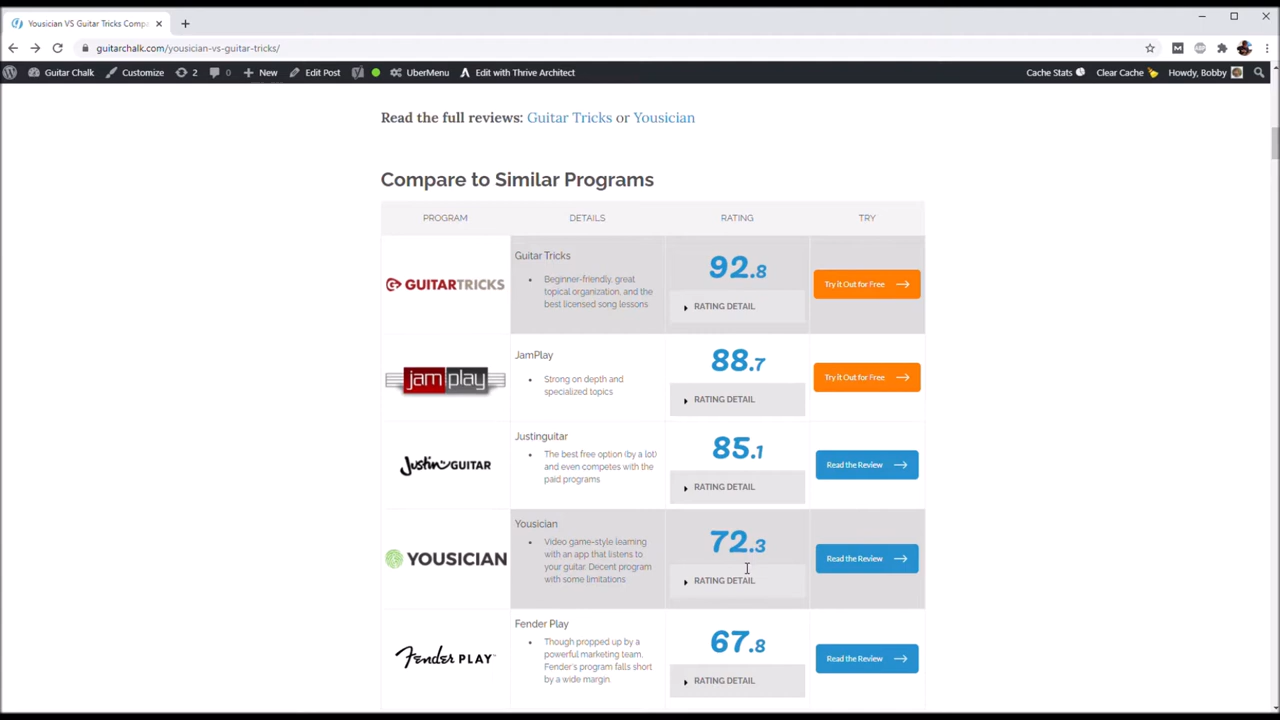 Yousician VS Guitar Tricks Comp
guitarchalk.com/yousician-vs-guitar-tricks/
Guitar Chalk
Customize
2
0
New
Edit Post
UberMenu
Edit with Thrive Architect
Cache Stats
Clear Cache
Howdy, Bobby
Read the full reviews: Guitar Tricks or Yousician
Compare to Similar Programs
PROGRAM DETAILS RATING TRY
GUITARTRICKS
Guitar Tricks
Beginner-friendly, great
topical organization, and the
best licensed song lessons
92.8
RATING DETAIL
Try it Out for Free
jam play
JamPlay
Strong on depth and
specialized topics
88.7
RATING DETAIL
Try it Out for Free
Justin GUITAR
Justinguitar
The best free option (by a lot)
and even competes with the
paid programs
85.1
RATING DETAIL
Read the Review
YOUSICIAN
Yousician
Video game-style learning
with an app that listens to
your guitar. Decent program
with some limitations
72.3
RATING DETAIL
Read the Review
Fender PLAY
Fender Play
Though propped up by a
powerful marketing team,
Fender's program falls short
by a wide margin.
67.8
RATING DETAIL
Read the Review